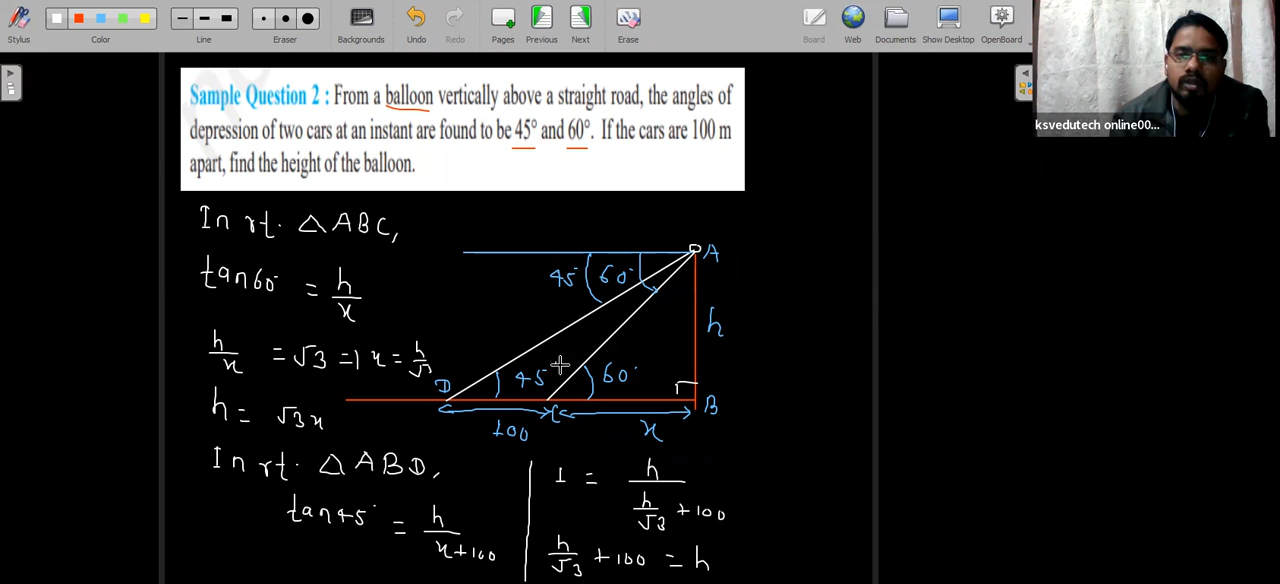 Stylus
Color
Line
Eraser
Backgrounds
Undo
Redo
Pages
Previous
Next
Erase
Board
Web
Documents
Show Desktop
OpenBoard
ksvedutech online00...
Sample Question 2 : From a balloon vertically above a straight road, the angles of
depression of two cars at an instant are found to be 45° and 60°. If the cars are 100 m
apart, find the height of the balloon.
In rt. △ABC,
tan60° = h/x
h/x = √3 => x = h/√3
h = √3x
In rt. △ABD,
tan45° = h/(x+100)
A
45° 60°
h
D 45° 60° B
C
100 x
1 = h/(h/√3 + 100)
h/√3 + 100 = h